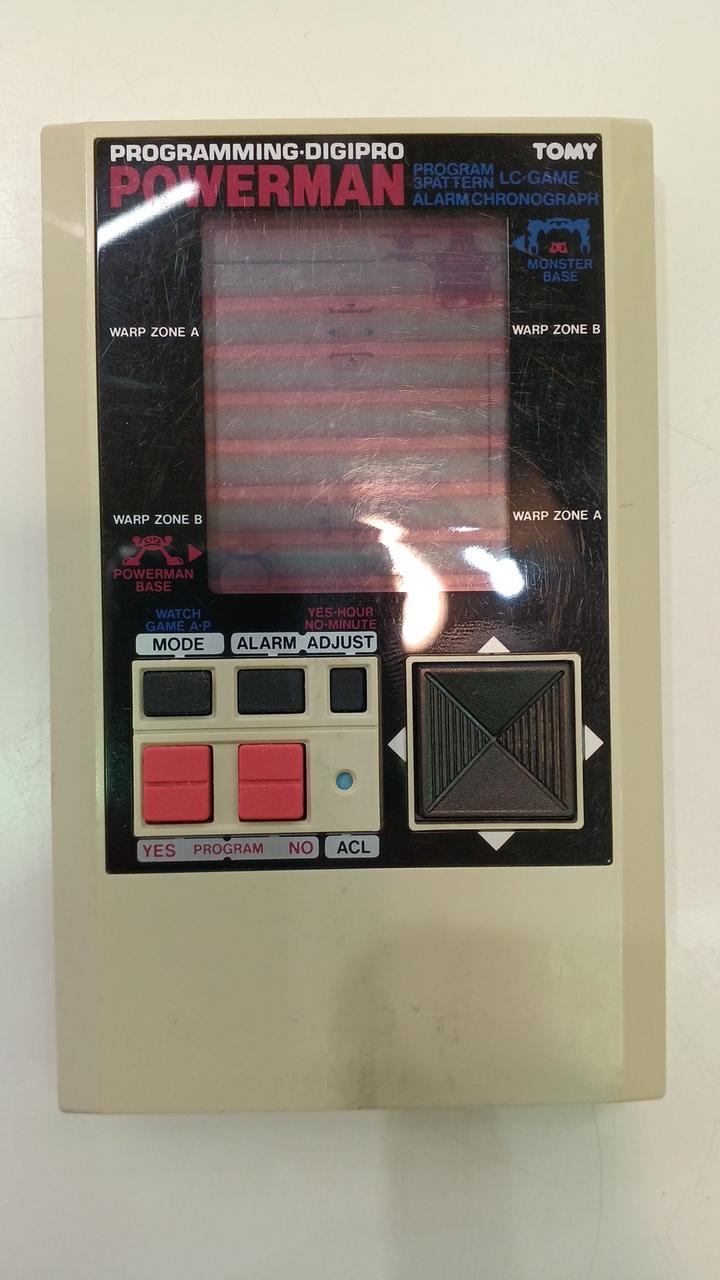 PROGRAMMING·DIGIPRO
TOMY
POWERMAN
PROGRAM
3PATTERN LC·GAME
ALARM CHRONOGRAPH
MONSTER
BASE
WARP ZONE A
WARP ZONE B
WARP ZONE B
WARP ZONE A
POWERMAN
BASE
WATCH
GAME A·P
YES-HOUR
NO-MINUTE
MODE
ALARM ADJUST
YES PROGRAM NO
ACL